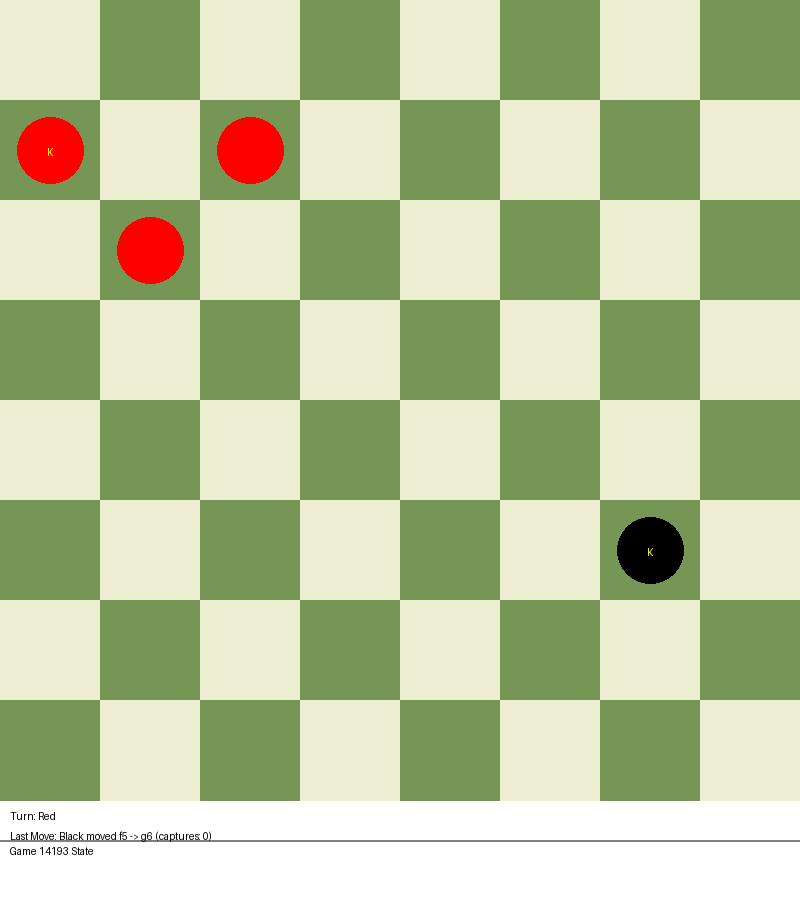 K
K
Turn: Red
Last Move: Black moved f5 -> g6 (captures: 0)
Game 14193 State